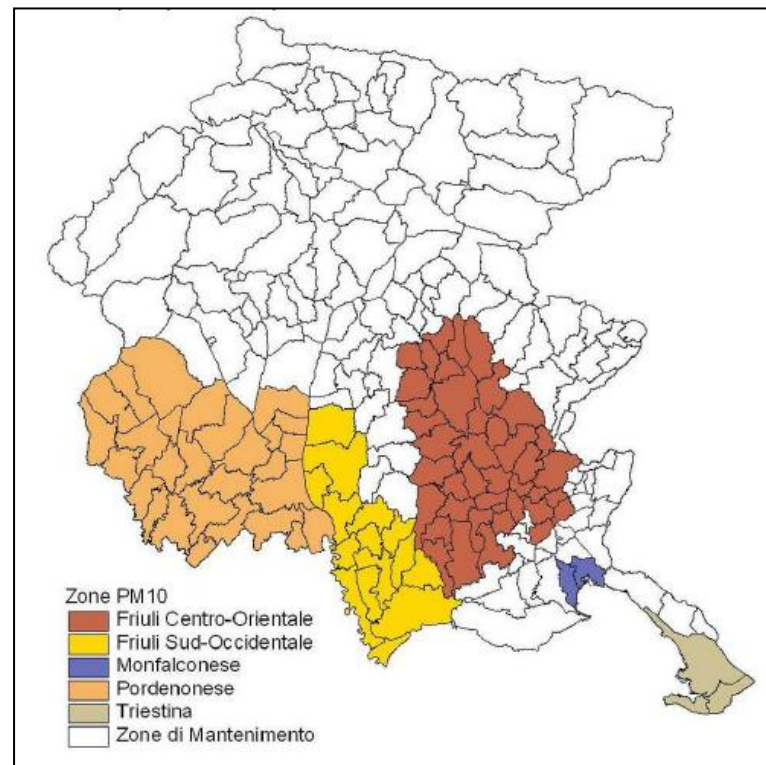 Zone PM10
Friuli Centro-Orientale
Friuli Sud-Occidentale
Monfalconese
Pordenonese
Triestina
Zone di Mantenimento